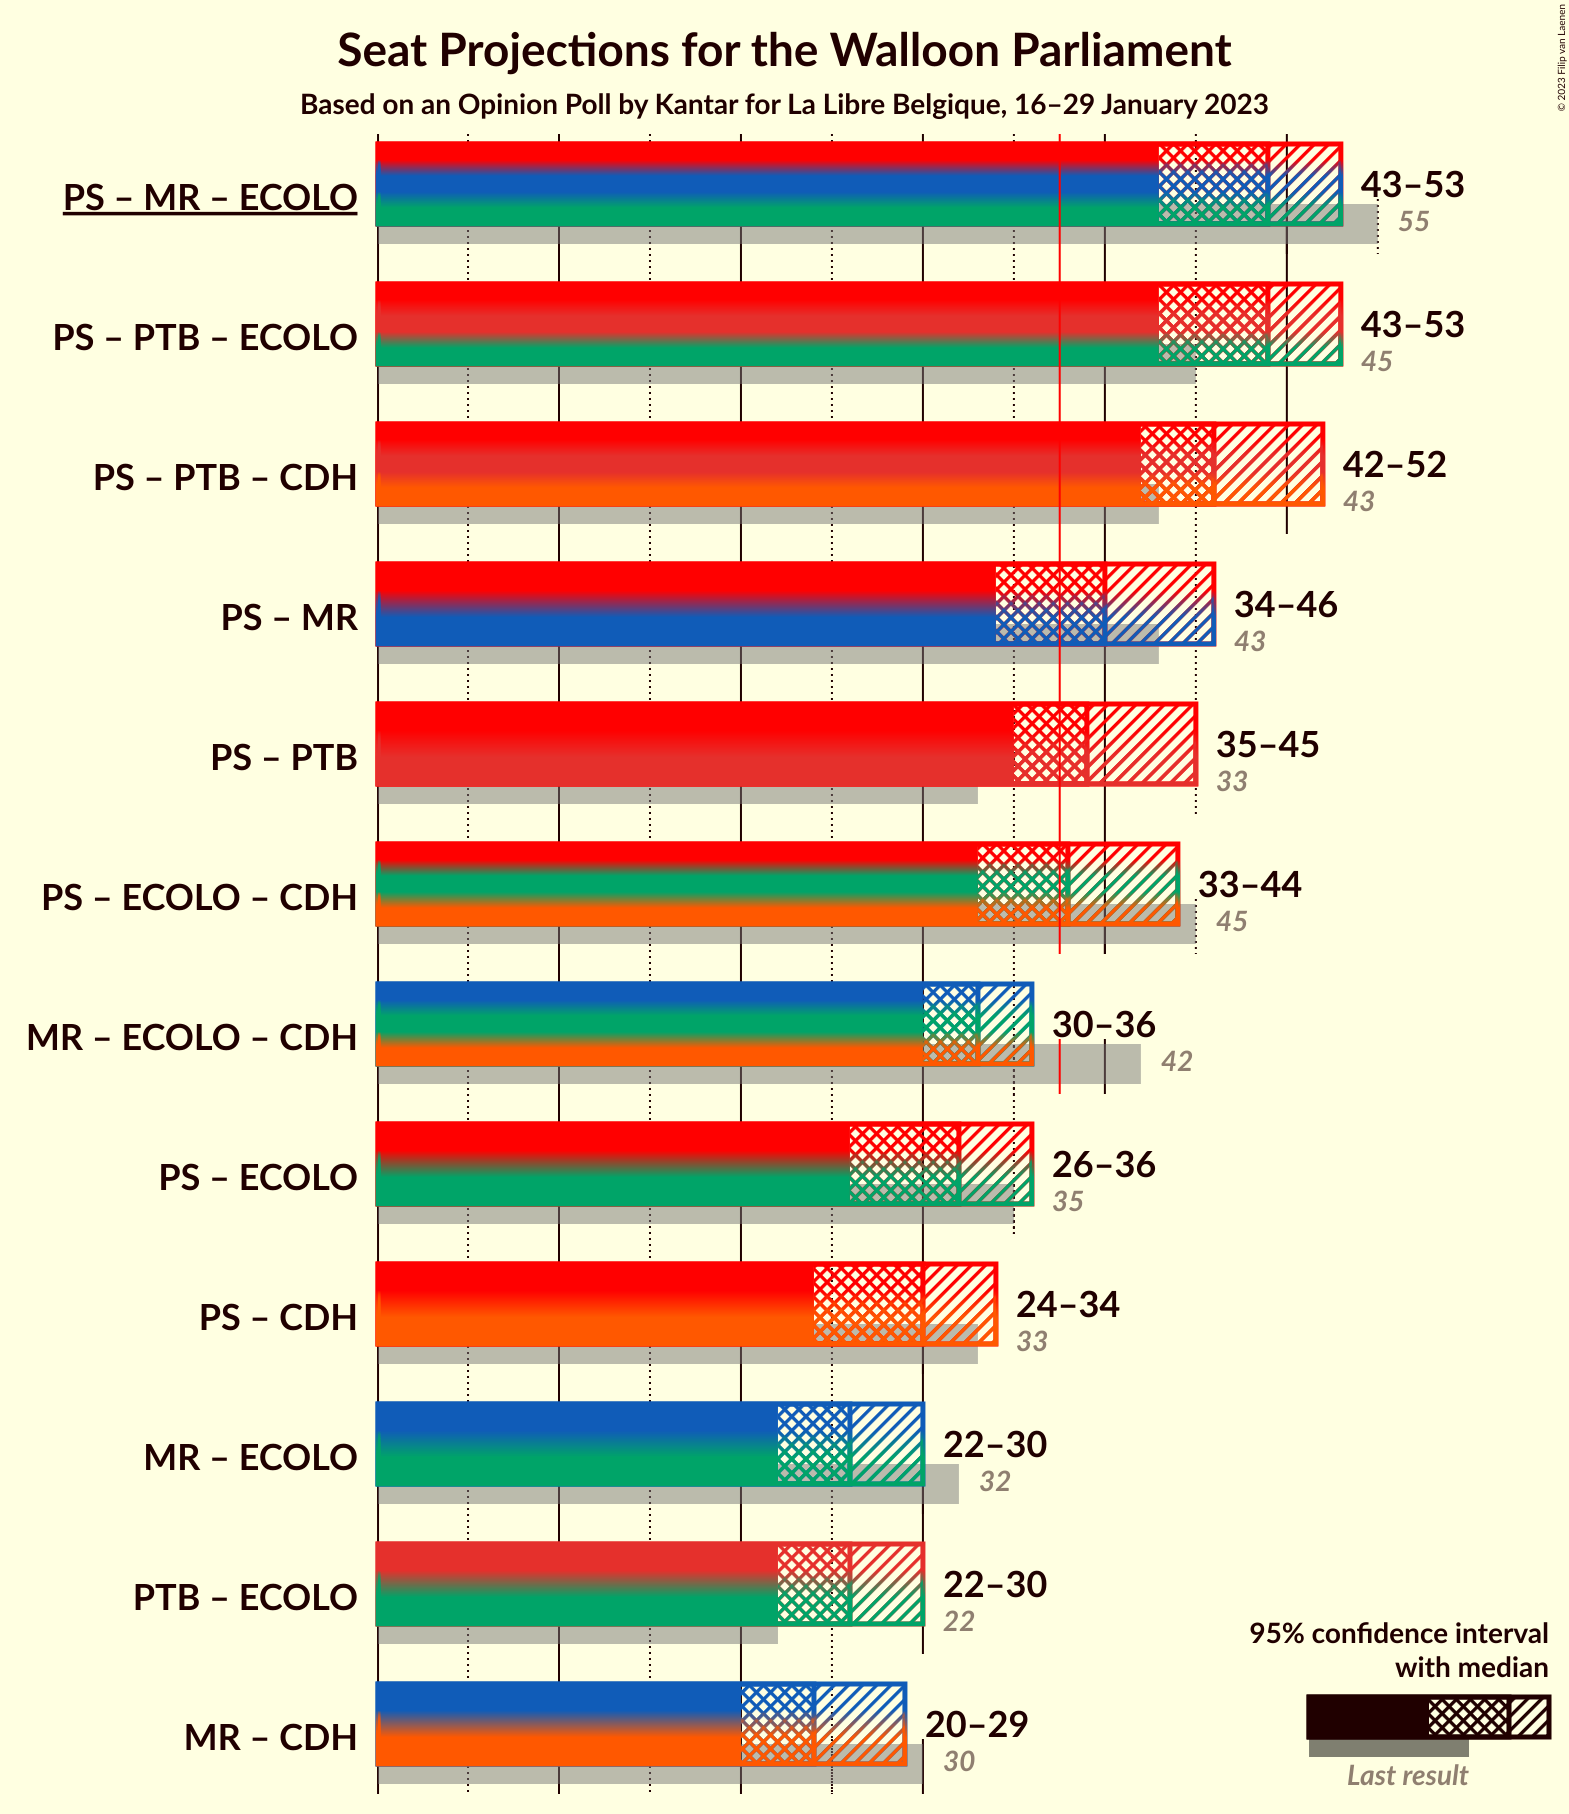 Seat Projections for the Walloon Parliament
Based on an Opinion Poll by Kantar for La Libre Belgique, 16–29 January 2023
© 2023 Filip van Laenen
PS – MR – ECOLO
43–53
55
PS – PTB – ECOLO
43–53
45
PS – PTB – CDH
42–52
43
PS – MR
34–46
43
PS – PTB
35–45
33
PS – ECOLO – CDH
33–44
45
MR – ECOLO – CDH
30–36
42
PS – ECOLO
26–36
35
PS – CDH
24–34
33
MR – ECOLO
22–30
32
PTB – ECOLO
22–30
22
MR – CDH
20–29
30
95% confidence interval
with median
Last result